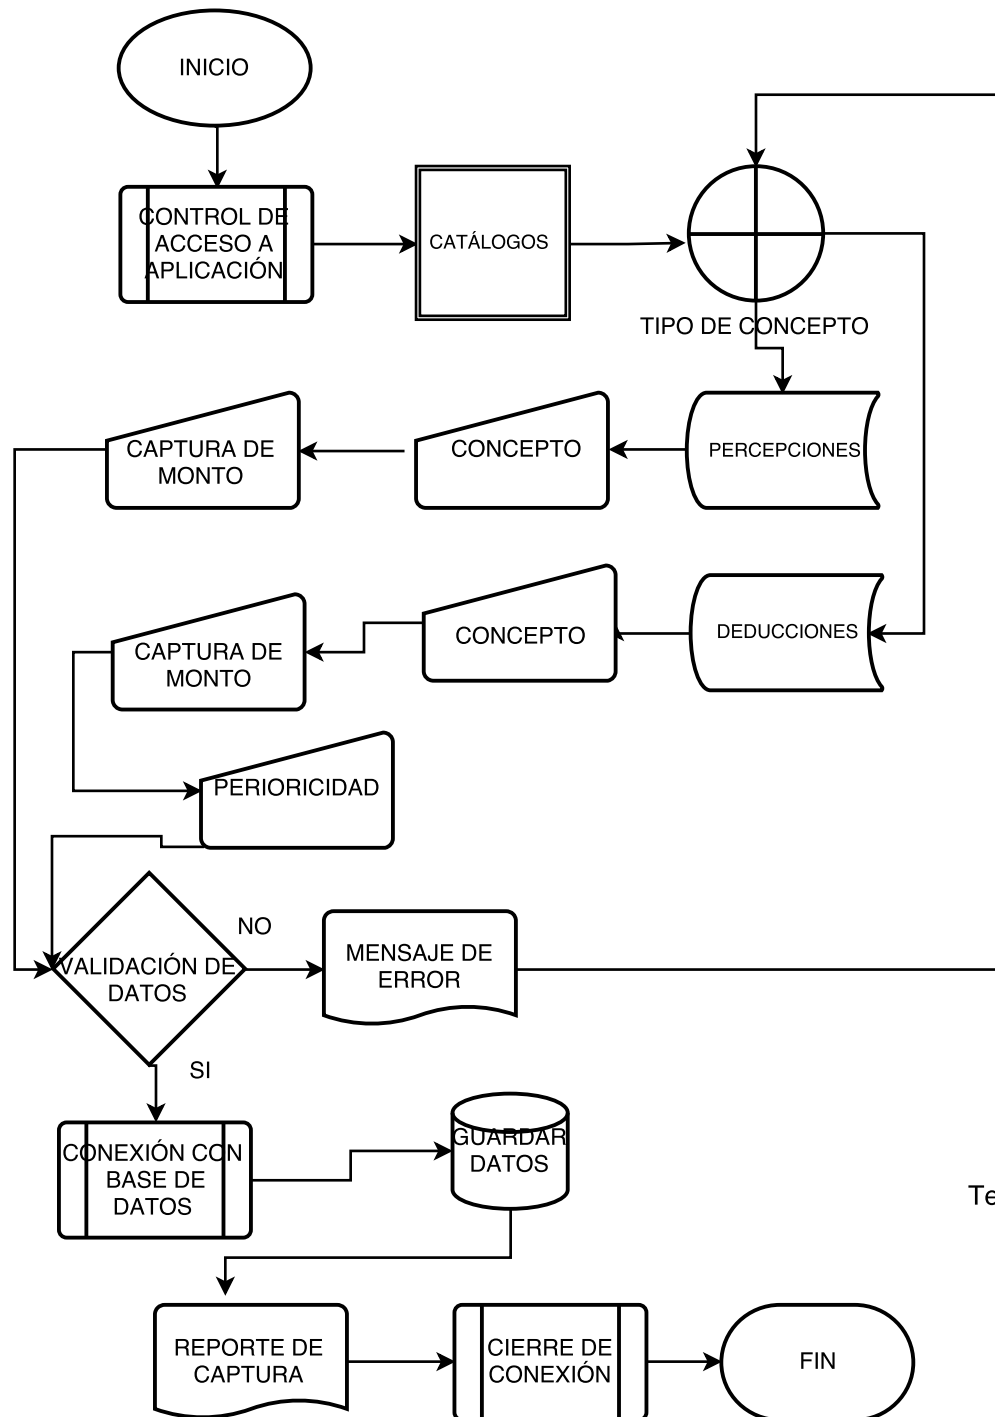 INICIO
CONTROL DE
ACCESO A
APLICACIÓN
CATÁLOGOS
TIPO DE CONCEPTO
PERCEPCIONES
CONCEPTO
CAPTURA DE
MONTO
DEDUCCIONES
CONCEPTO
CAPTURA DE
MONTO
PERIORICIDAD
VALIDACIÓN DE
DATOS
NO
MENSAJE DE
ERROR
SI
CONEXIÓN CON
BASE DE
DATOS
GUARDAR
DATOS
Te
REPORTE DE
CAPTURA
CIERRE DE
CONEXIÓN
FIN